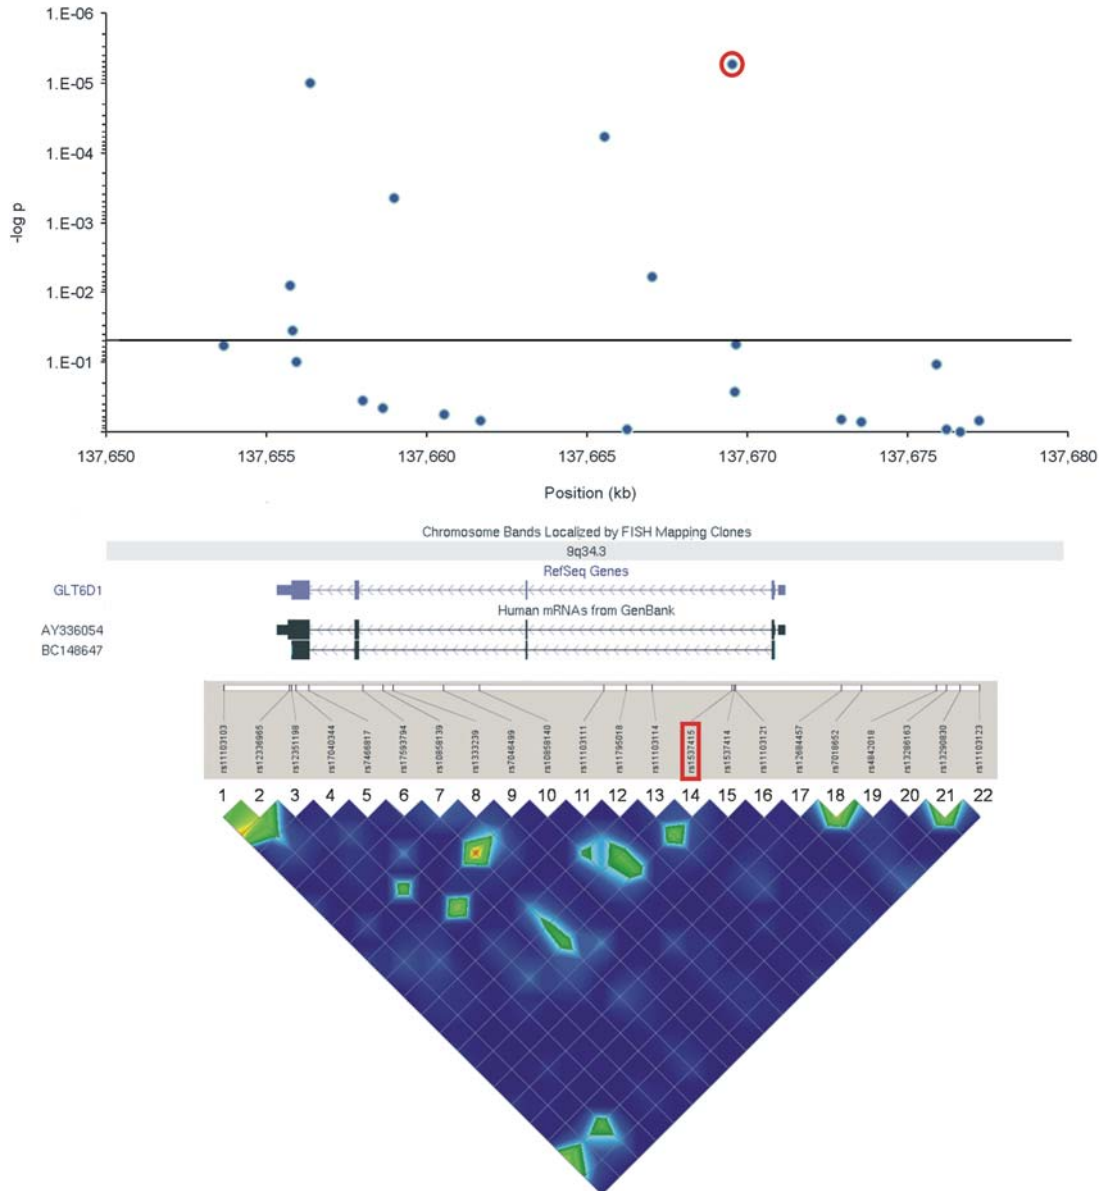 1.E-06
1.E-05
1.E-04
1.E-03
1.E-02
1.E-01
-log p
137,650 137,655 137,660 137,665 137,670 137,675 137,680
Position (kb)
Chromosome Bands Localized by FISH Mapping Clones
9q34.3
RefSeq Genes
GLT6D1
Human mRNAs from GenBank
AY336054
BC148647
rs11103103 rs12336965 rs12351198 rs17040344 rs7466817 rs17593794 rs10858139 rs13333239 rs7046499 rs10858140 rs11103111 rs11795018 rs11103114 rs1537415 rs1537414 rs11103121 rs12684457 rs7018652 rs4842018 rs13286163 rs13290830 rs11103123
1 2 3 4 5 6 7 8 9 10 11 12 13 14 15 16 17 18 19 20 21 22